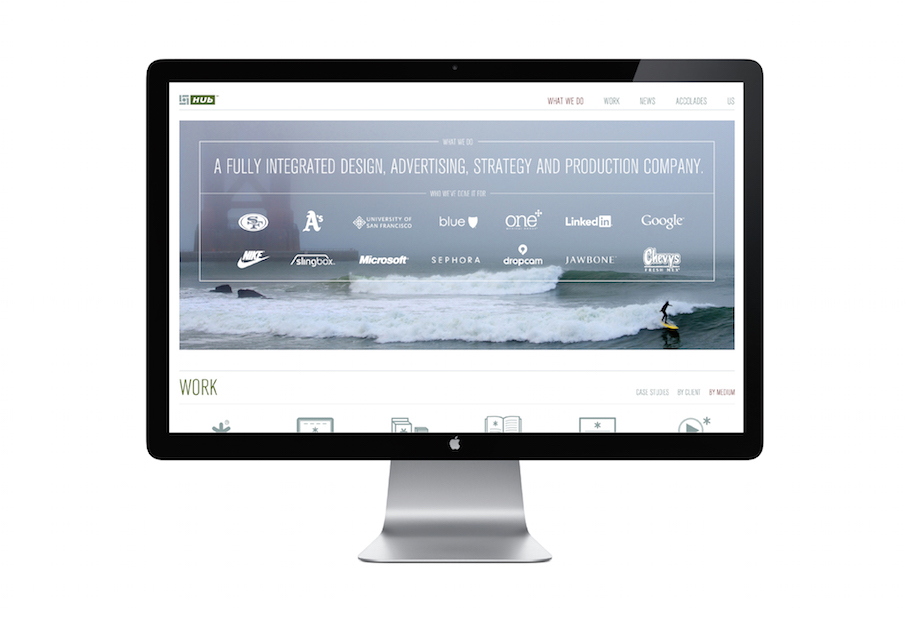 HUB
WHAT WE DO WORK NEWS ACCOLADES US
WHAT WE DO
A FULLY INTEGRATED DESIGN, ADVERTISING, STRATEGY AND PRODUCTION COMPANY.
WHO WE'VE DONE IT FOR
SF A's UNIVERSITY OF SAN FRANCISCO blue one+ LinkedIn Google
NIKE slingbox Microsoft SEPHORA dropcam JAWBONE Chevys FRESH MEX
WORK
CASE STUDIES BY CLIENT BY MEDIUM